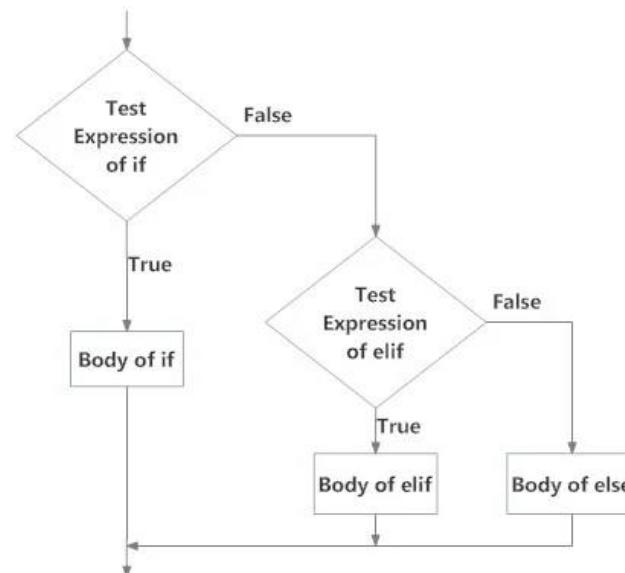 Test
Expression
of if
False
True
Test
Expression
of elif
False
Body of if
True
Body of elif
Body of else